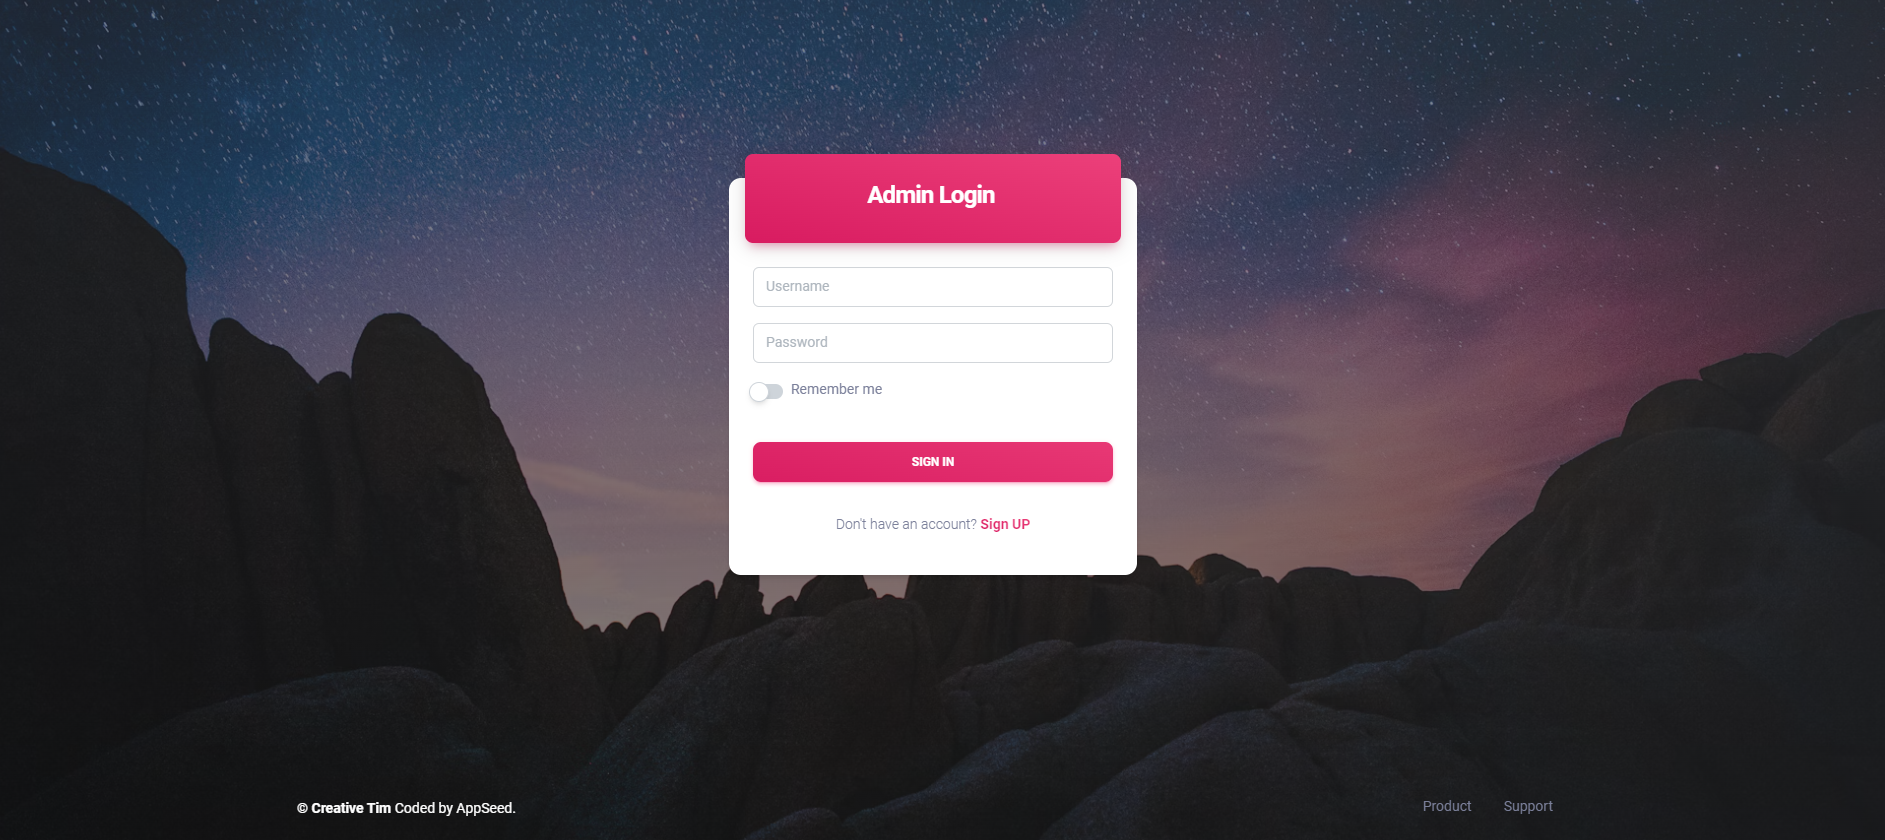 Admin Login
Username
Password
Remember me
SIGN IN
Don't have an account? Sign UP
© Creative Tim Coded by AppSeed.
Product Support